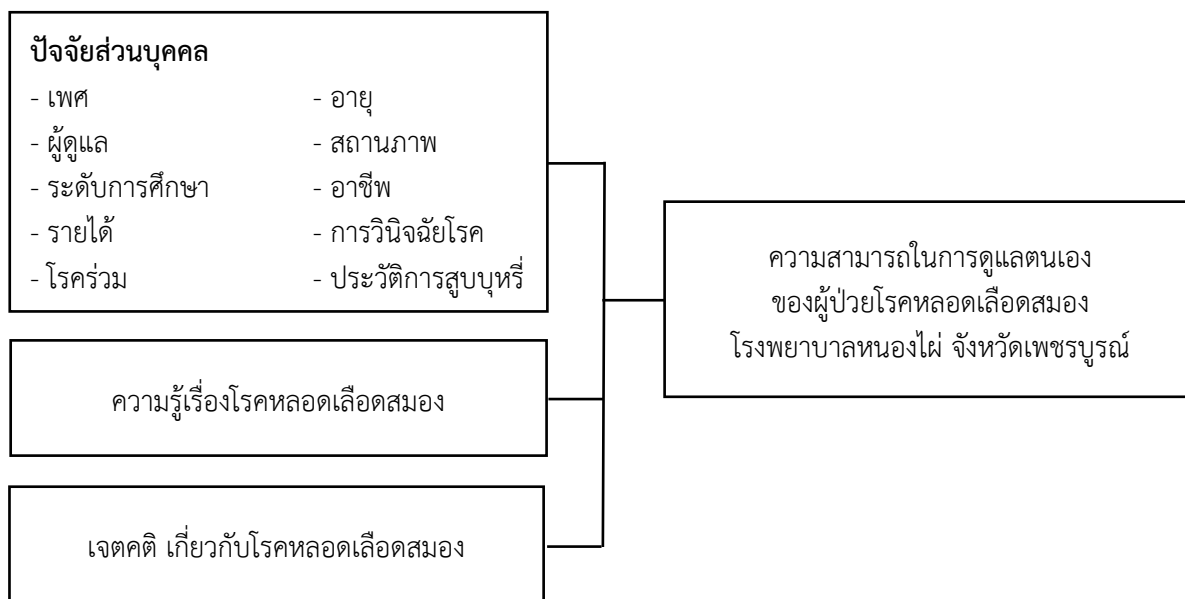 ปัจจัยส่วนบุคคล
- เพศ - อายุ
- ผู้ดูแล - สถานภาพ
- ระดับการศึกษา - อาชีพ
- รายได้ - การวินิจฉัยโรค
- โรคร่วม - ประวัติการสูบบุหรี่
ความสามารถในการดูแลตนเอง
ของผู้ป่วยโรคหลอดเลือดสมอง
โรงพยาบาลหนองไผ่ จังหวัดเพชรบูรณ์
ความรู้เรื่องโรคหลอดเลือดสมอง
เจตคติ เกี่ยวกับโรคหลอดเลือดสมอง